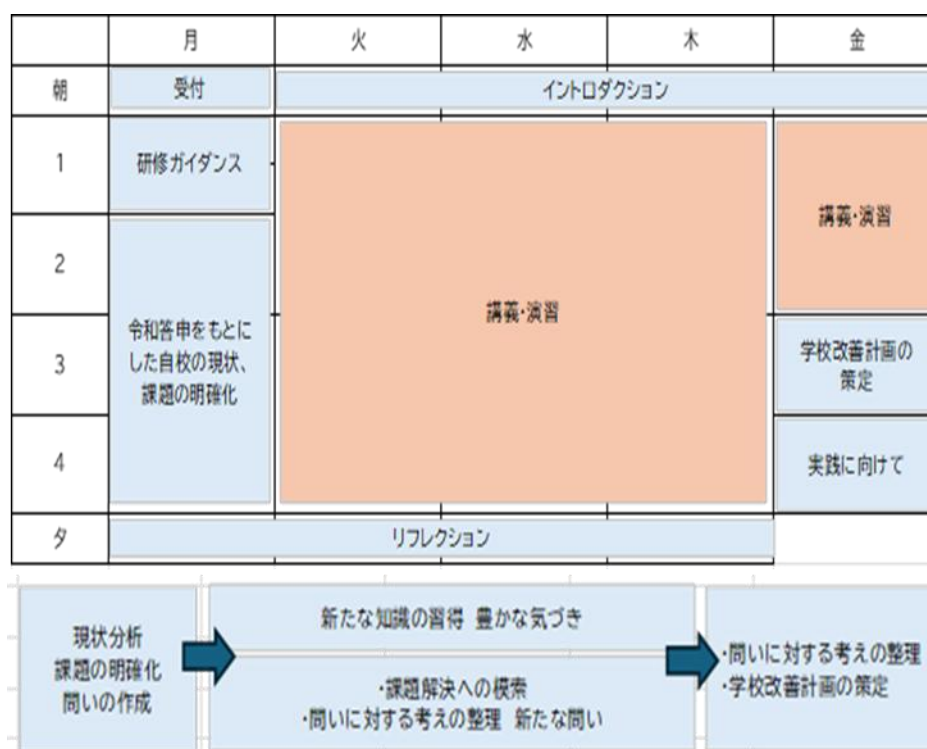 月 火 水 木 金
朝 受付 イントロダクション
1 研修ガイダンス
講義・演習
2
講義・演習
令和答申をもとに
した自校の現状、
課題の明確化
3
学校改善計画の
策定
4 実践に向けて
夕 リフレクション
現状分析
課題の明確化
問いの作成
新たな知識の習得 豊かな気づき
・課題解決への模索
・問いに対する考えの整理 新たな問い
・問いに対する考えの整理
・学校改善計画の策定